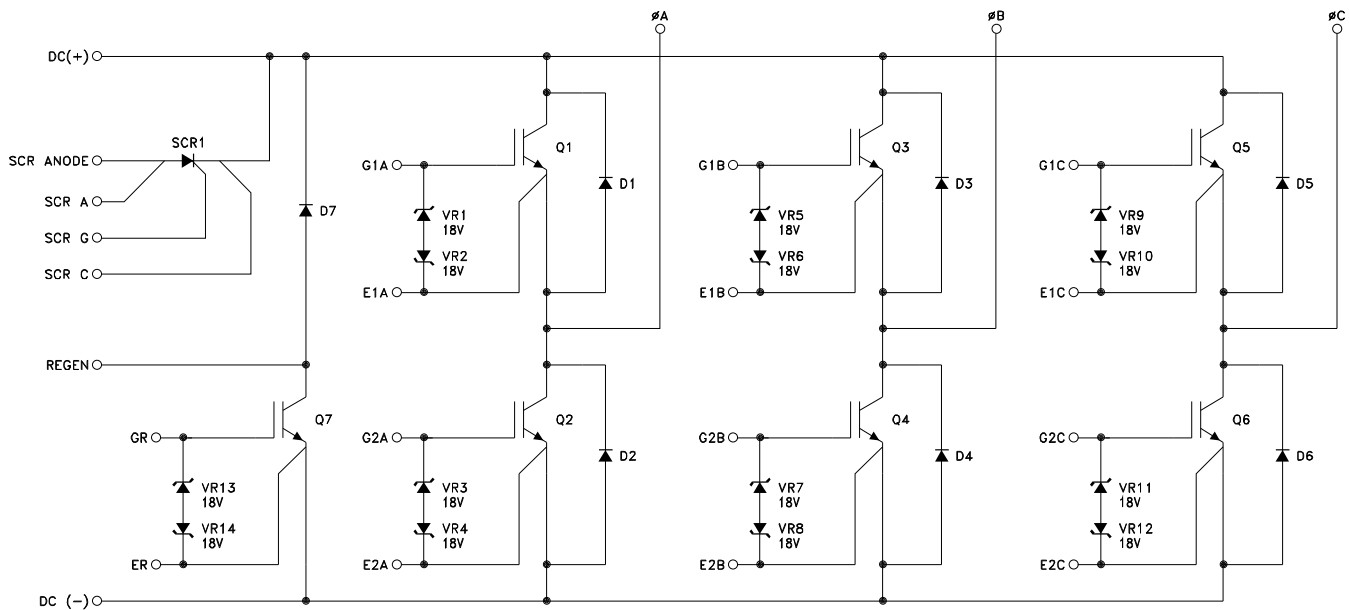 øA
øB
øC
DC(+)
SCR1
SCR ANODE
SCR A
SCR G
SCR C
D7
G1A
Q1
D1
VR1
18V
VR2
18V
E1A
G1B
Q3
D3
VR5
18V
VR6
18V
E1B
G1C
Q5
D5
VR9
18V
VR10
18V
E1C
REGEN
Q7
GR
VR13
18V
VR14
18V
ER
G2A
Q2
D2
VR3
18V
VR4
18V
E2A
G2B
Q4
D4
VR7
18V
VR8
18V
E2B
G2C
Q6
D6
VR11
18V
VR12
18V
E2C
DC (-)